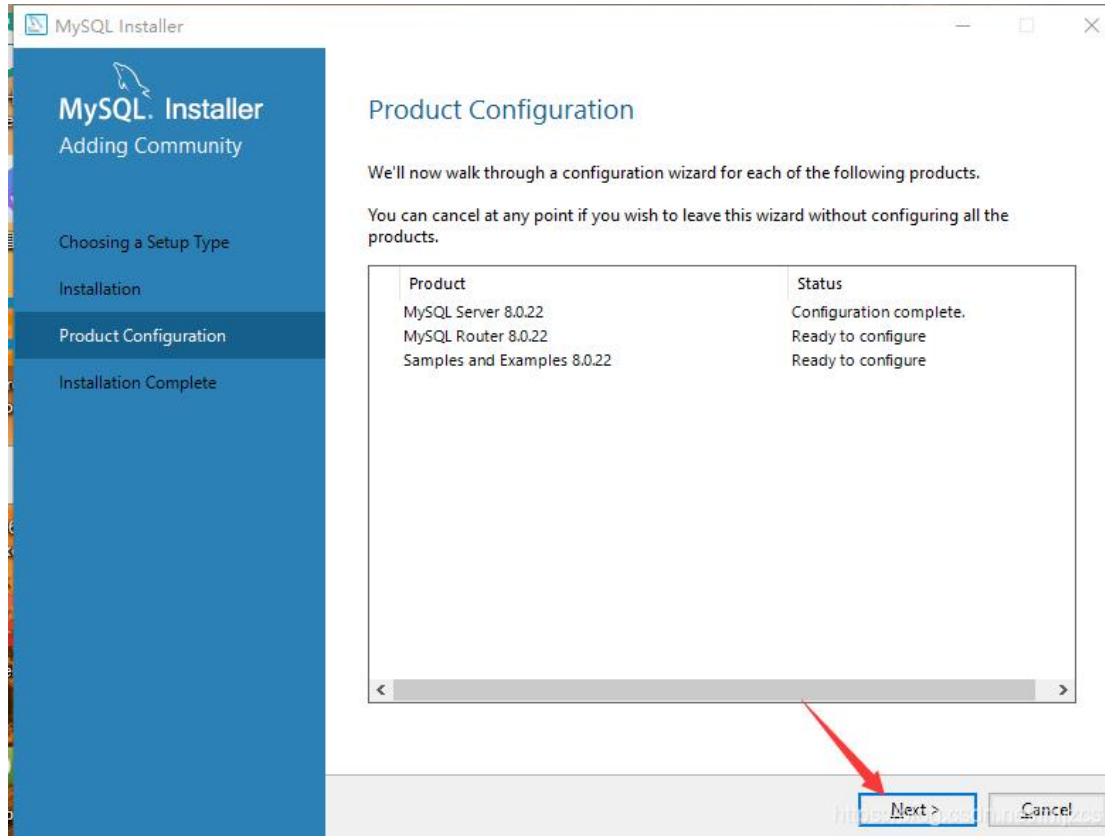 MySQL Installer
MySQL. Installer
Adding Community
Choosing a Setup Type
Installation
Product Configuration
Installation Complete
Product Configuration
We'll now walk through a configuration wizard for each of the following products.
You can cancel at any point if you wish to leave this wizard without configuring all the
products.
Product Status
MySQL Server 8.0.22 Configuration complete.
MySQL Router 8.0.22 Ready to configure
Samples and Examples 8.0.22 Ready to configure
Next > Cancel